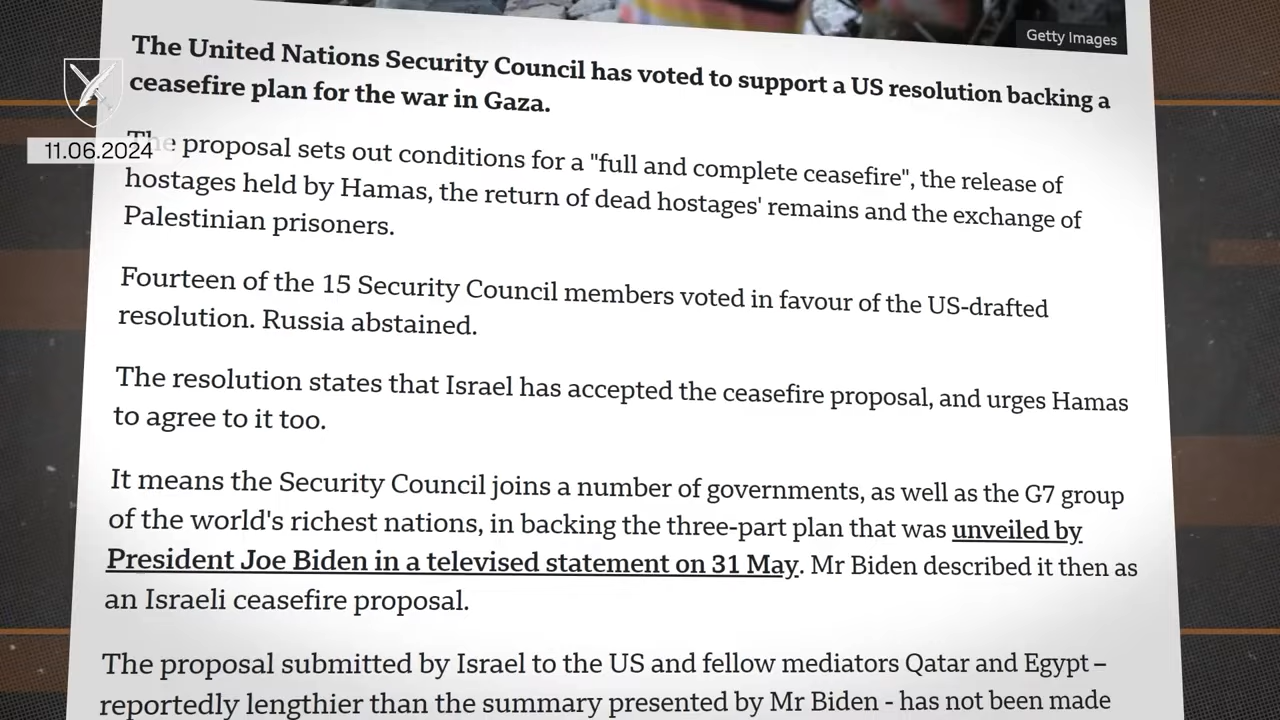 Getty Images
The United Nations Security Council has voted to support a US resolution backing a
ceasefire plan for the war in Gaza.
11.06.2024
The proposal sets out conditions for a "full and complete ceasefire", the release of
hostages held by Hamas, the return of dead hostages' remains and the exchange of
Palestinian prisoners.
Fourteen of the 15 Security Council members voted in favour of the US-drafted
resolution. Russia abstained.
The resolution states that Israel has accepted the ceasefire proposal, and urges Hamas
to agree to it too.
It means the Security Council joins a number of governments, as well as the G7 group
of the world's richest nations, in backing the three-part plan that was unveiled by
President Joe Biden in a televised statement on 31 May. Mr Biden described it then as
an Israeli ceasefire proposal.
The proposal submitted by Israel to the US and fellow mediators Qatar and Egypt –
reportedly lengthier than the summary presented by Mr Biden - has not been made